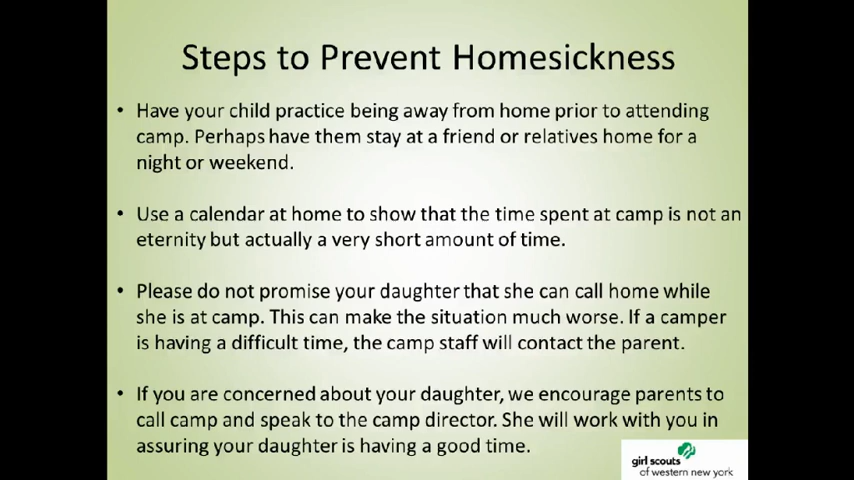 Steps to Prevent Homesickness
• Have your child practice being away from home prior to attending
camp. Perhaps have them stay at a friend or relatives home for a
night or weekend.
• Use a calendar at home to show that the time spent at camp is not an
eternity but actually a very short amount of time.
• Please do not promise your daughter that she can call home while
she is at camp. This can make the situation much worse. If a camper
is having a difficult time, the camp staff will contact the parent.
• If you are concerned about your daughter, we encourage parents to
call camp and speak to the camp director. She will work with you in
assuring your daughter is having a good time.
girl scouts
of western new york